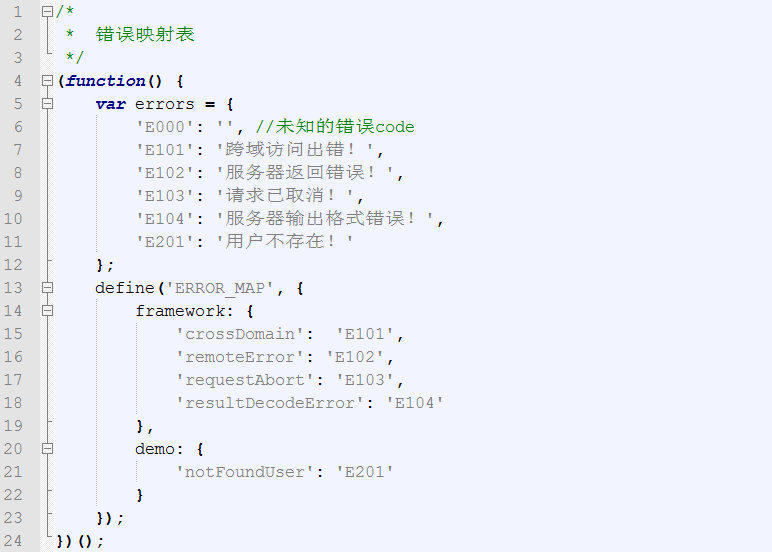 1 /*
2  *  错误映射表
3  */
4 (function() {
5     var errors = {
6         'E000': '', //未知的错误code
7         'E101': '跨域访问出错！',
8         'E102': '服务器返回错误！',
9         'E103': '请求已取消！',
10         'E104': '服务器输出格式错误！',
11         'E201': '用户不存在！'
12     };
13     define('ERROR_MAP', {
14         framework: {
15             'crossDomain':  'E101',
16             'remoteError': 'E102',
17             'requestAbort': 'E103',
18             'resultDecodeError': 'E104'
19         },
20         demo: {
21             'notFoundUser': 'E201'
22         }
23     });
24 })();